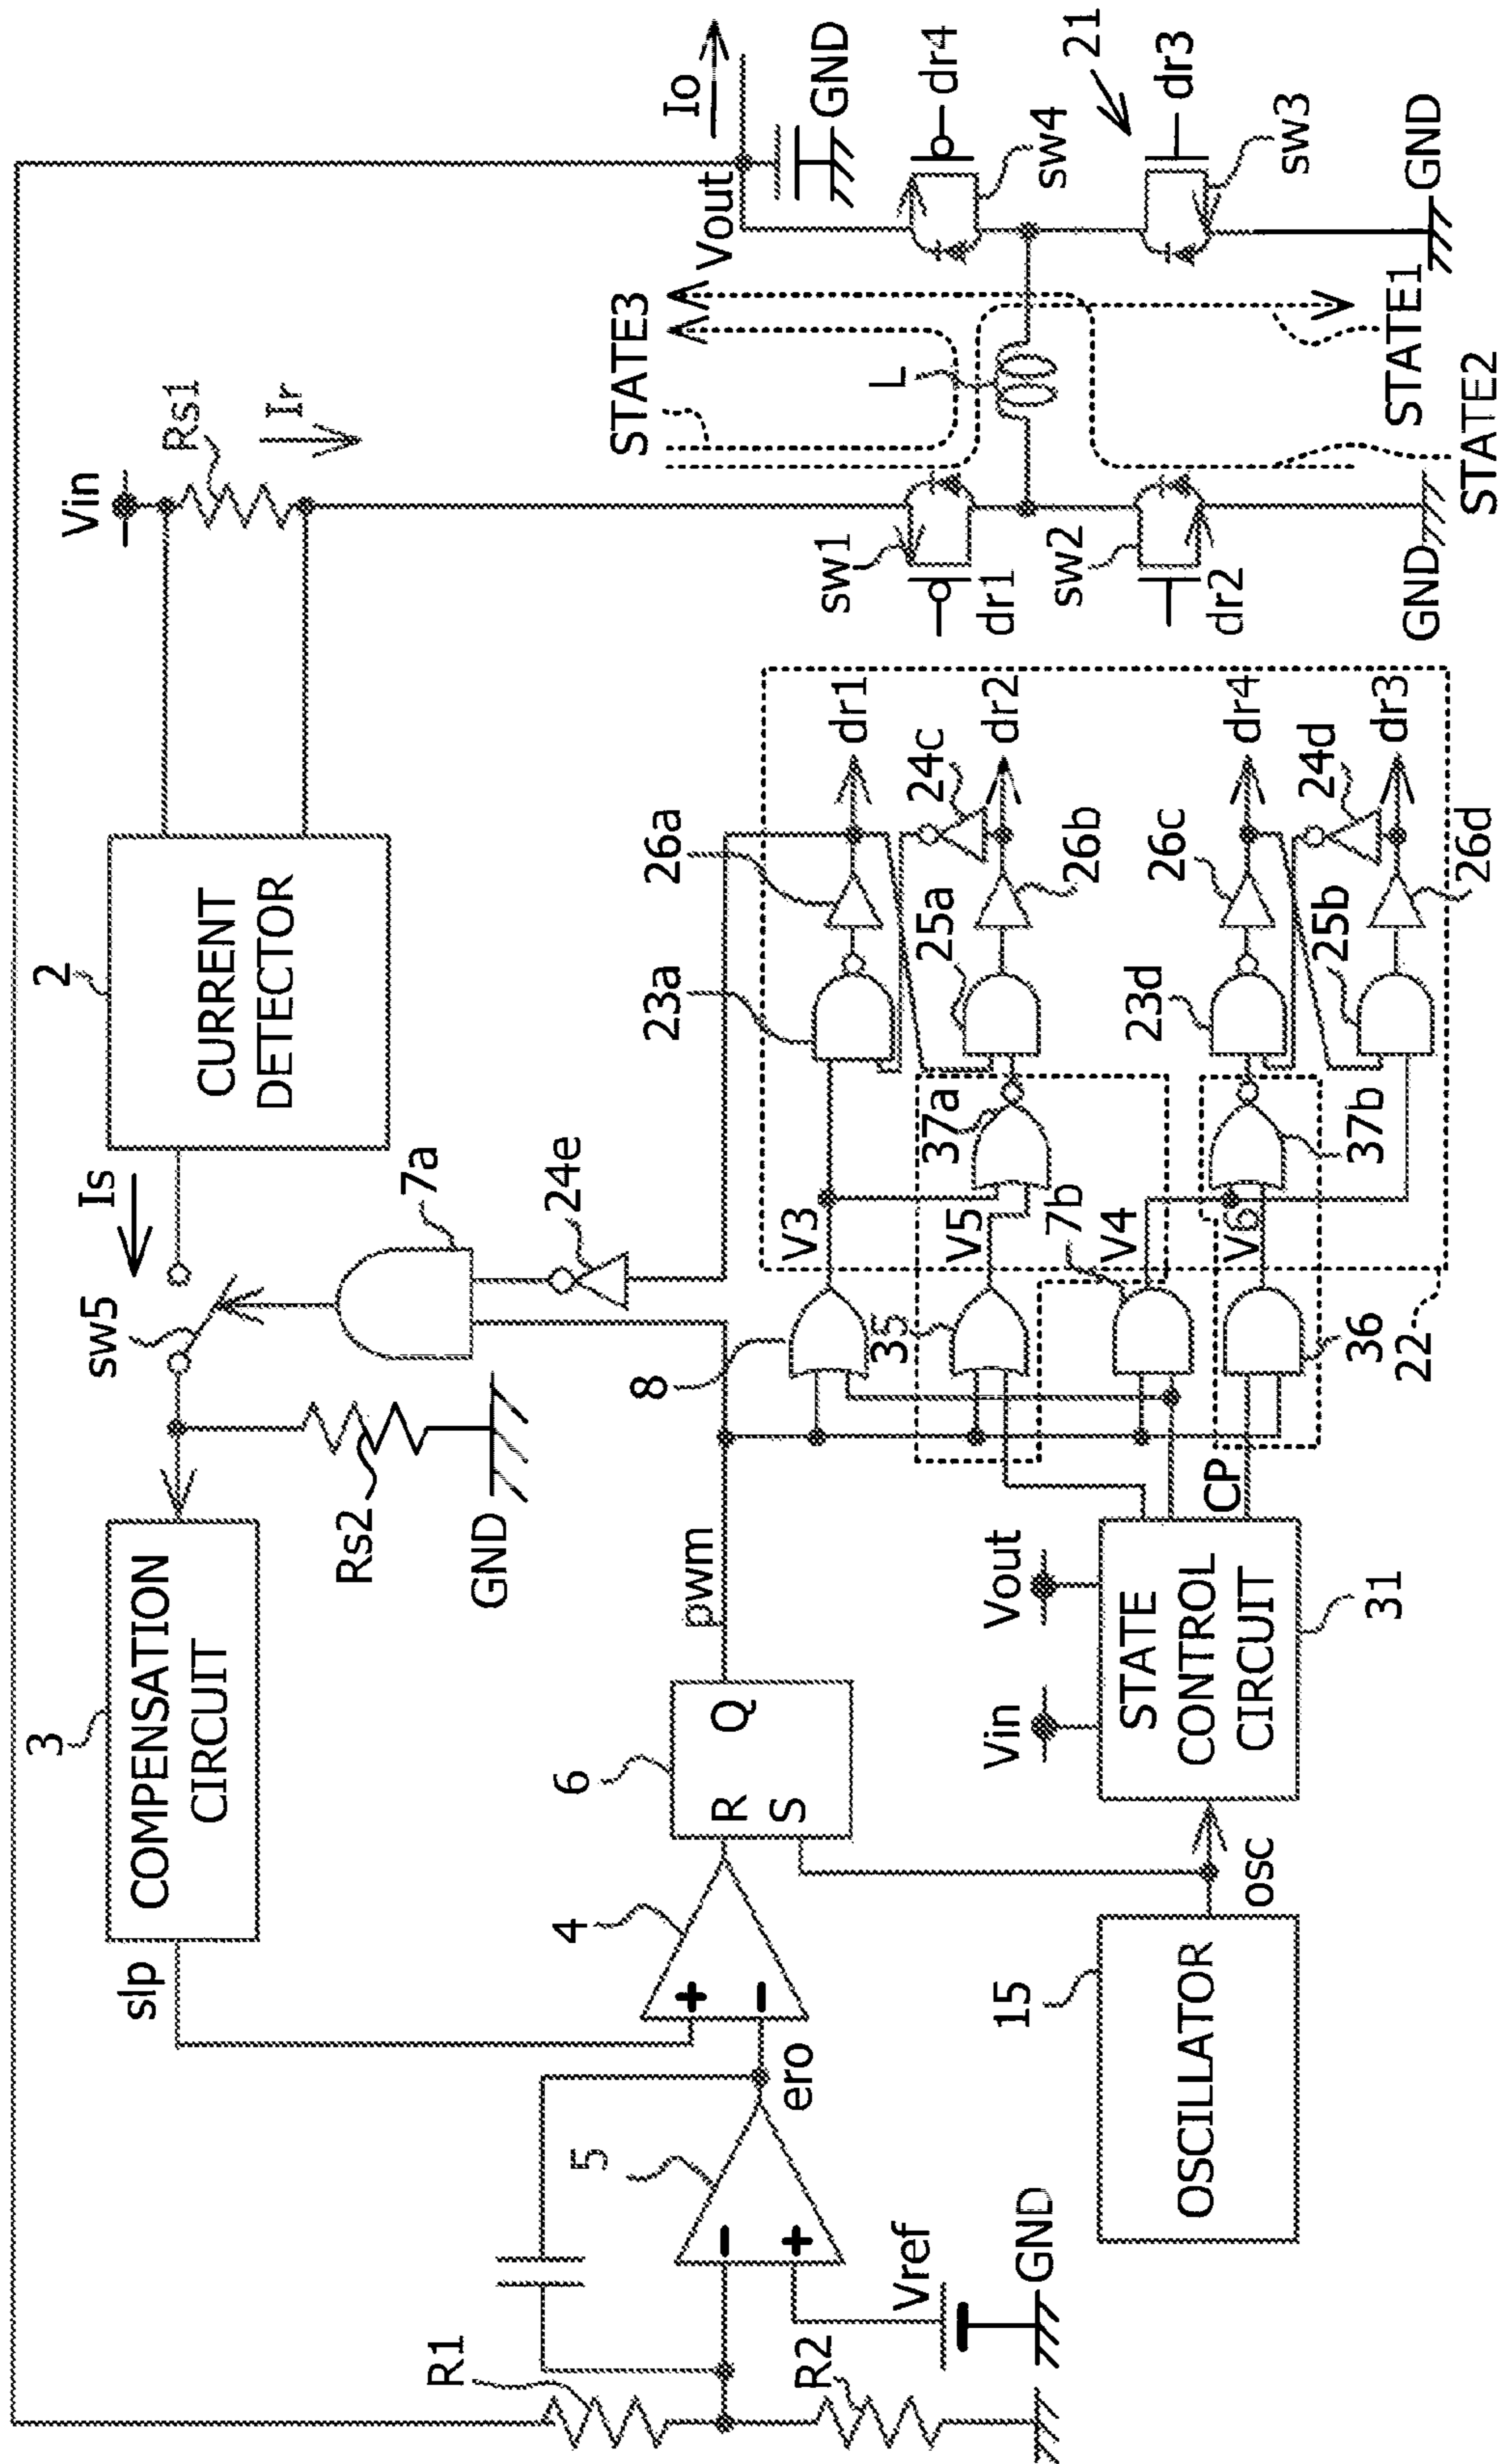 2
CURRENT
DETECTOR
3
COMPENSATION
CIRCUIT
slp
Is
sw5
Rs2
GND
7a
24e
Vin
Rs1
Ir
Io
Vout
GND
STATE3
L
sw1
dr1
sw2
dr2
GND
sw4
dr4
21
dr3
sw3
GND
STATE1
STATE2
R1
R2
5
Vref
GND
ero
4
6
R
S
Q
pwm
15
OSCILLATOR
osc
Vin
Vout
STATE
CONTROL
CIRCUIT
31
CP
8
35
7b
36
22
V3
V5
V4
V6
37a
37b
23a
25a
23d
25b
26a
26b
26c
26d
24c
24d
dr1
dr2
dr4
dr3